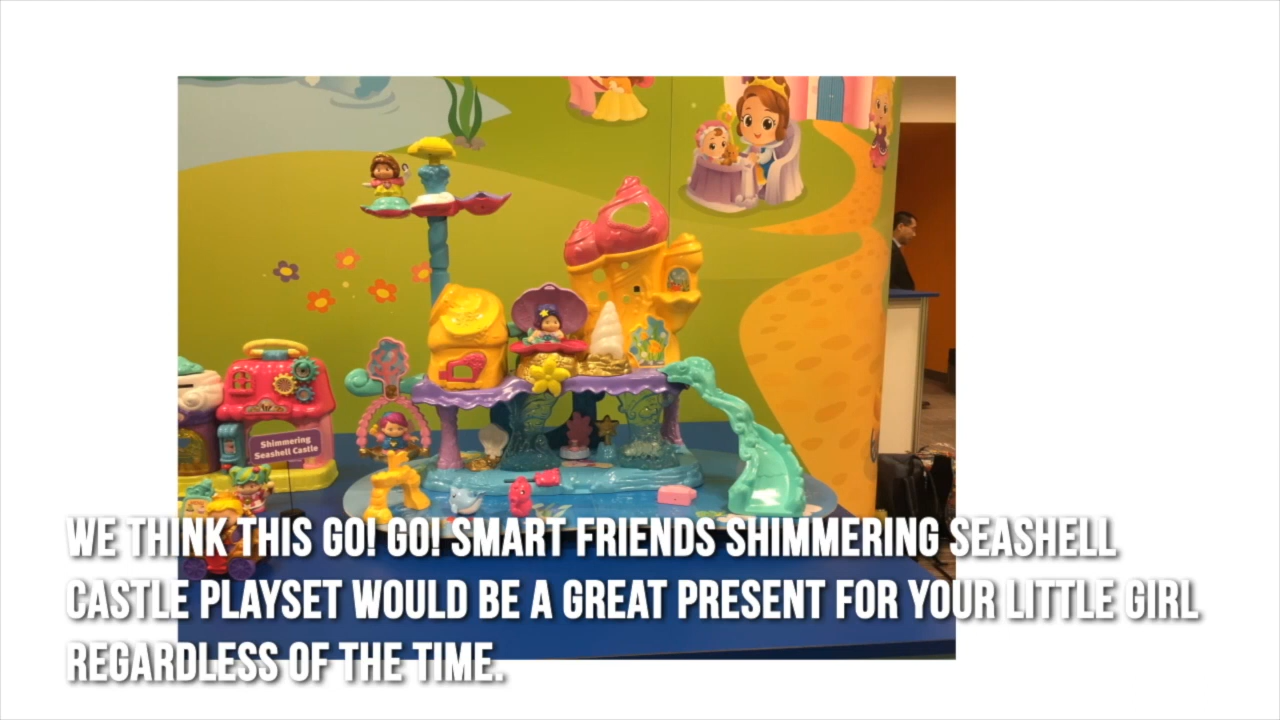 Shimmering
Seashell Castle
WE THINK THIS GO! GO! SMART FRIENDS SHIMMERING SEASHELL
CASTLE PLAYSET WOULD BE A GREAT PRESENT FOR YOUR LITTLE GIRL
REGARDLESS OF THE TIME.